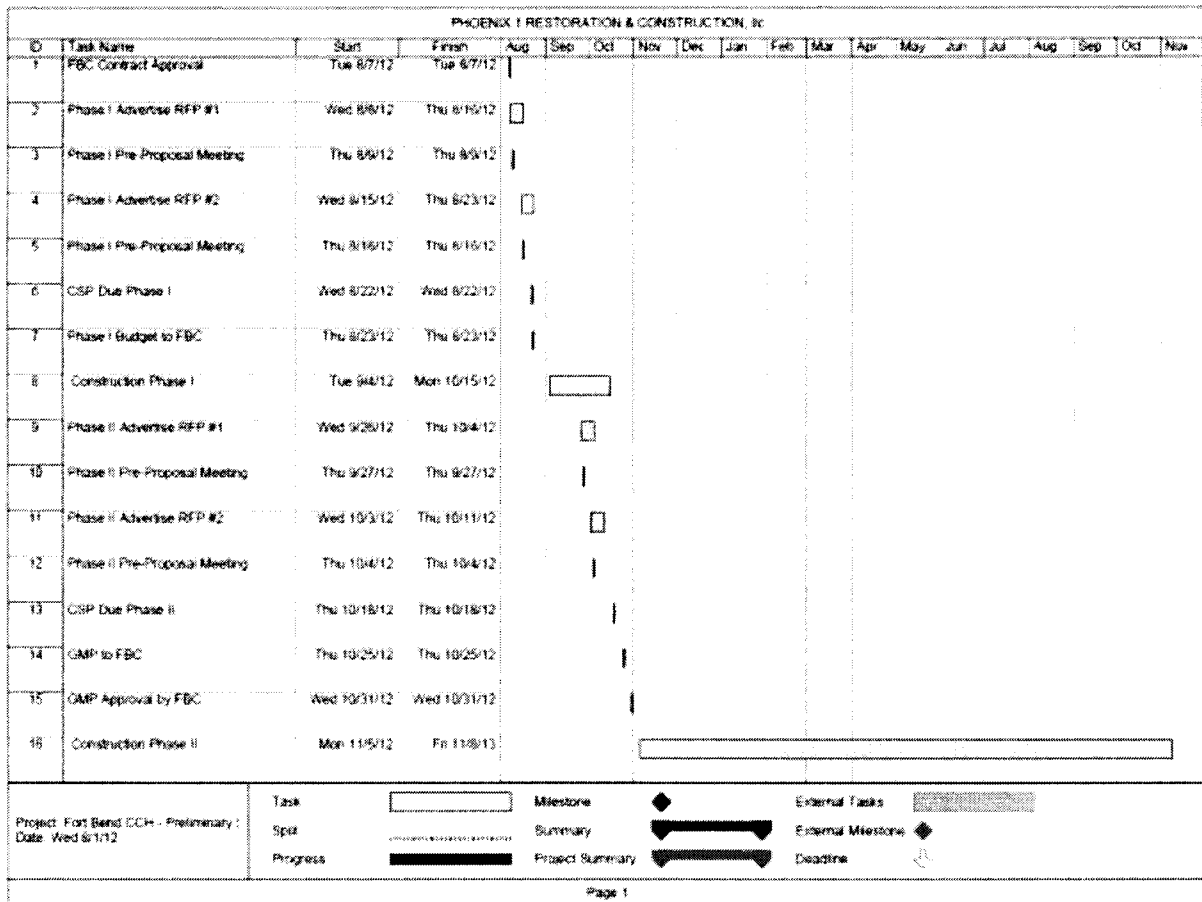 PHOENIX 1 RESTORATION & CONSTRUCTION,
ID Task Name Start Finish Aug Sep Oct Nov Dec Jan Feb Mar Apr May Jun Jul Aug Sep Oct Nov
1 FBC Contract Approval Tue 8/7/12 Tue 8/7/12
2 Phase I Advertise RFP #1 Wed 8/8/12 Thu 8/16/12
3 Phase I Pre-Proposal Meeting Thu 8/9/12 Thu 8/9/12
4 Phase I Advertise RFP #2 Wed 8/15/12 Thu 8/23/12
5 Phase I Pre-Proposal Meeting Thu 8/16/12 Thu 8/16/12
6 CSP Due Phase I Wed 8/22/12 Wed 8/22/12
7 Phase I Budget to FBC Thu 8/23/12 Thu 8/23/12
8 Construction Phase I Tue 9/4/12 Mon 10/15/12
9 Phase II Advertise RFP #1 Wed 9/26/12 Thu 10/4/12
10 Phase II Pre-Proposal Meeting Thu 9/27/12 Thu 9/27/12
11 Phase II Advertise RFP #2 Wed 10/3/12 Thu 10/11/12
12 Phase II Pre-Proposal Meeting Thu 10/4/12 Thu 10/4/12
13 CSP Due Phase II Thu 10/18/12 Thu 10/18/12
14 GMP to FBC Thu 10/25/12 Thu 10/25/12
15 GMP Approval by FBC Wed 10/31/12 Wed 10/31/12
16 Construction Phase II Mon 11/5/12 Fri 11/8/13
Project: Fort Bend CCH - Preliminary
Date: Wed 8/1/12
Task Milestone External Tasks
Split Summary External Milestone
Progress Project Summary Deadline
Page 1